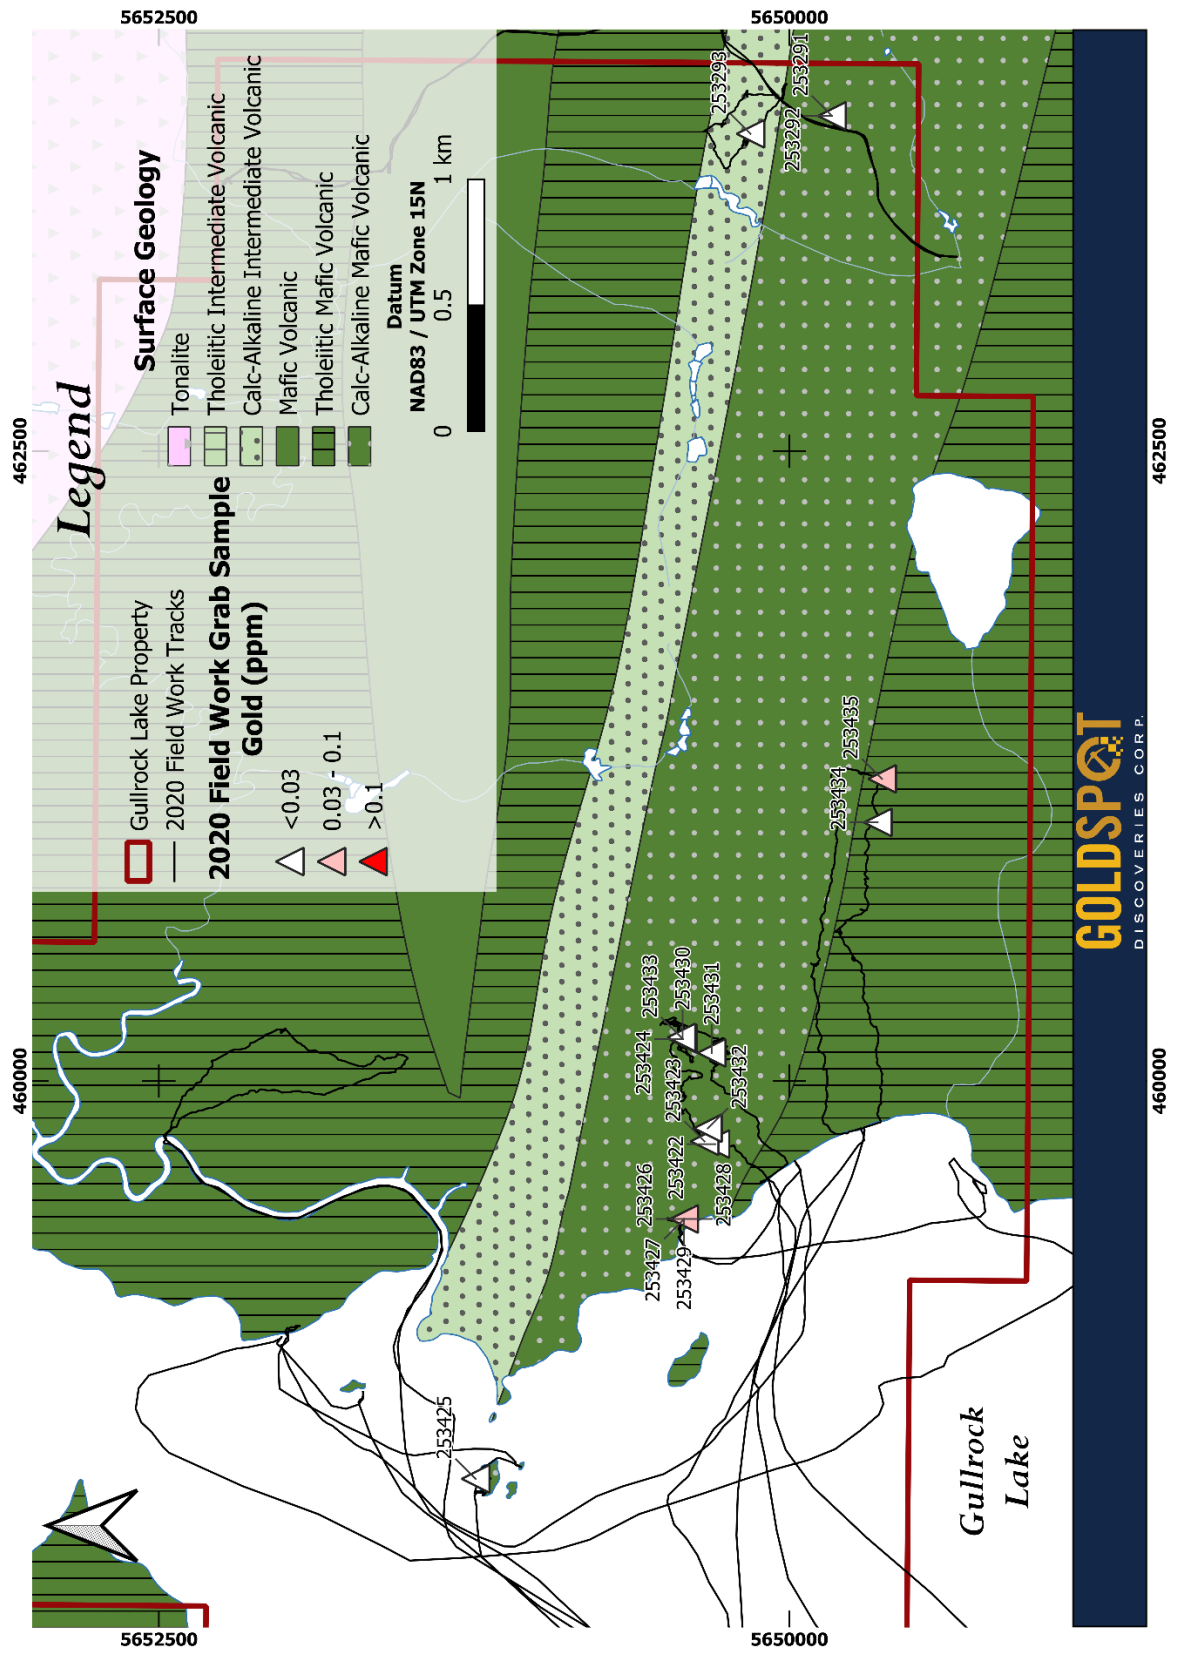 462500
460000
5652500
5652500
5650000
5650000
462500
460000
Legend
Gullrock Lake Property
2020 Field Work Tracks
2020 Field Work Grab Sample
Gold (ppm)
<0.03
0.03 - 0.1
>0.1
Surface Geology
Tonalite
Tholeiitic Intermediate Volcanic
Calc-Alkaline Intermediate Volcanic
Mafic Volcanic
Tholeiitic Mafic Volcanic
Calc-Alkaline Mafic Volcanic
Datum
NAD83 / UTM Zone 15N
0
0.5
1 km
253425
253427
253429
253426
253422
253428
253423
253424
253432
253433
253430
253431
253434
253435
253293
253292
253291
Gullrock
Lake
GOLDSPOT
DISCOVERIES CORP.